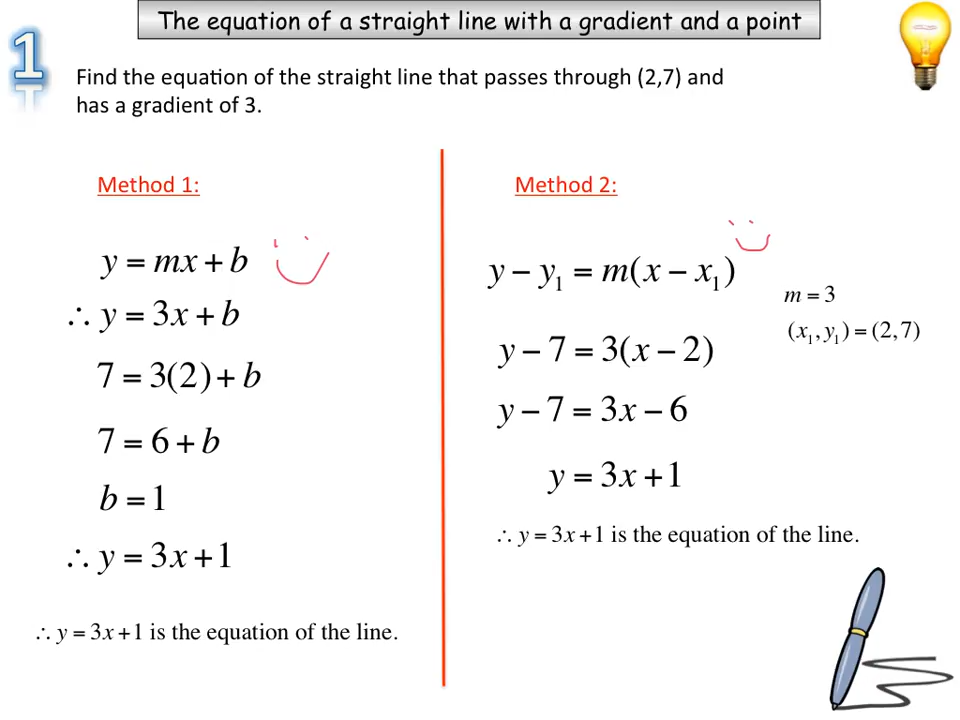 The equation of a straight line with a gradient and a point
1
Find the equation of the straight line that passes through (2,7) and
has a gradient of 3.
Method 1:
y = mx + b
∴ y = 3x + b
7 = 3(2) + b
7 = 6 + b
b = 1
∴ y = 3x + 1
∴ y = 3x + 1 is the equation of the line.
Method 2:
y − y₁ = m(x − x₁)
m = 3
(x₁, y₁) = (2,7)
y − 7 = 3(x − 2)
y − 7 = 3x − 6
y = 3x + 1
∴ y = 3x + 1 is the equation of the line.